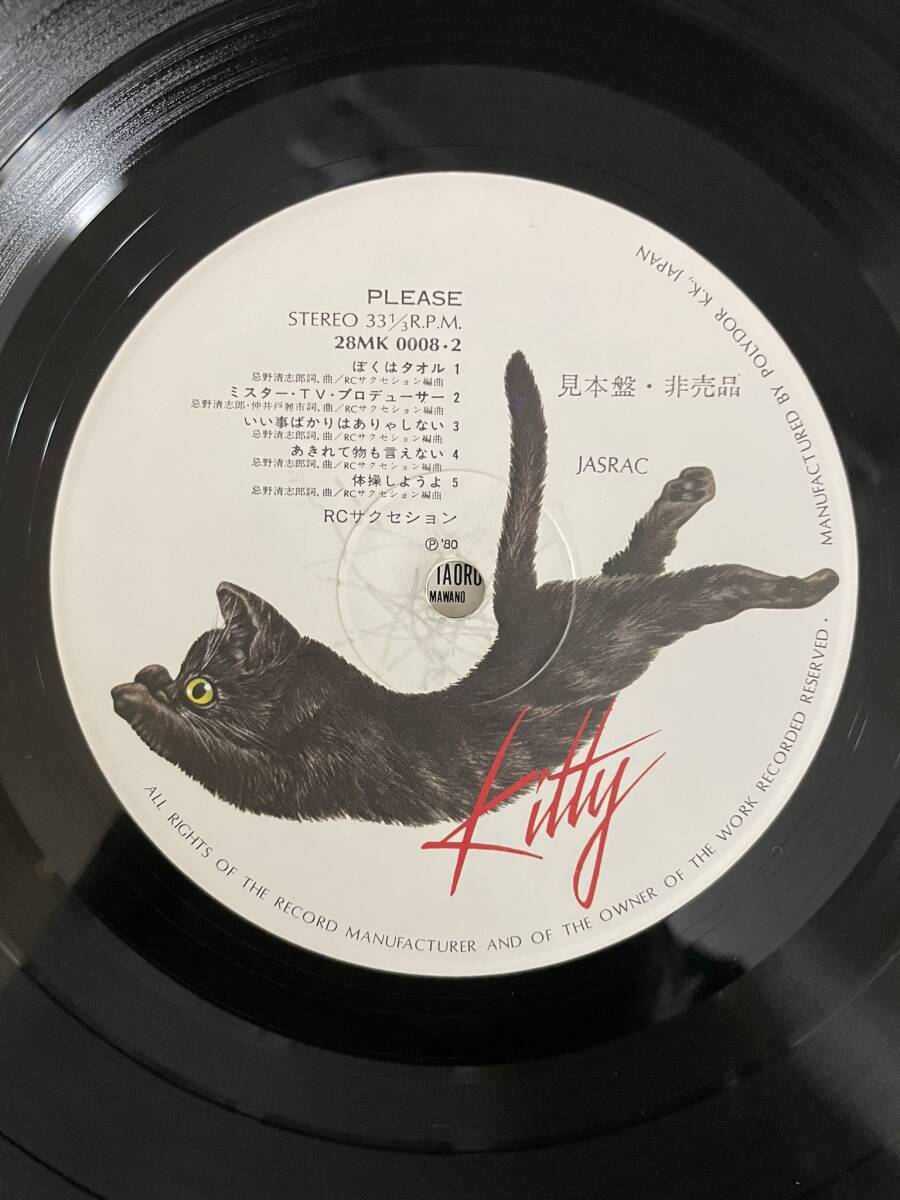 PLEASE
STEREO 33⅓R.P.M.
28MK 0008・2
ぼくはタオル 1
忌野清志郎詞,曲/RCサクセション編曲
ミスター・TV・プロデューサー 2
忌野清志郎・仲井戸麗市詞,曲/RCサクセション編曲
いい事ばかりはありゃしない 3
忌野清志郎詞,曲/RCサクセション編曲
あきれて物も言えない 4
忌野清志郎詞,曲/RCサクセション編曲
体操しようよ 5
忌野清志郎詞,曲/RCサクセション編曲
RCサクセション
Ⓟ'80
見本盤・非売品
JASRAC
TAORU
MAWANO
Kitty
ALL RIGHTS OF THE RECORD MANUFACTURER AND OF THE OWNER OF THE WORK RECORDED RESERVED・MANUFACTURED BY POLYDOR K.K., JAPAN